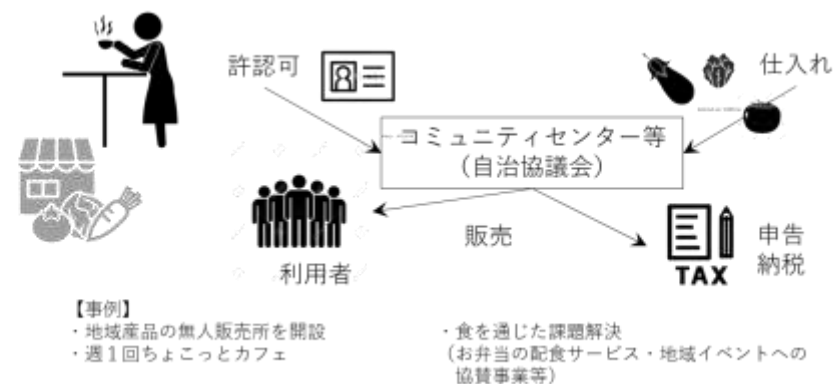 許認可
仕入れ
コミュニティセンター等
（自治協議会）
販売
利用者
TAX
申告
納税
【事例】
・地域産品の無人販売所を開設
・週１回ちょこっとカフェ
・食を通じた課題解決
（お弁当の配食サービス・地域イベントへの
協賛事業等）